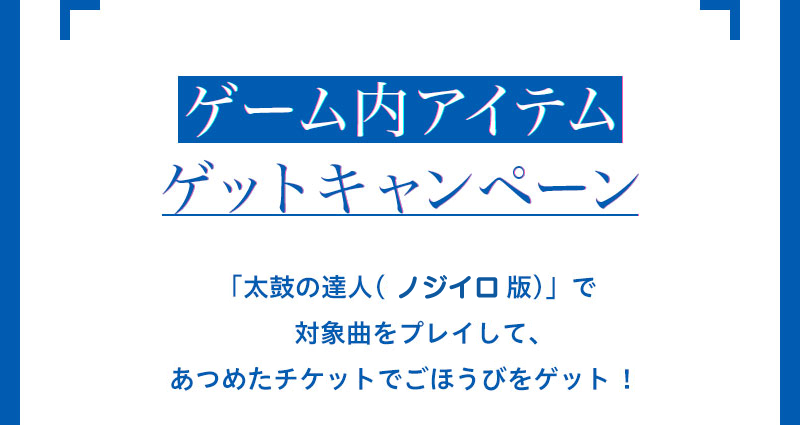 ゲーム内アイテム
ゲットキャンペーン
「太鼓の達人( ノジイロ 版)」で
対象曲をプレイして、
あつめたチケットでごほうびをゲット！